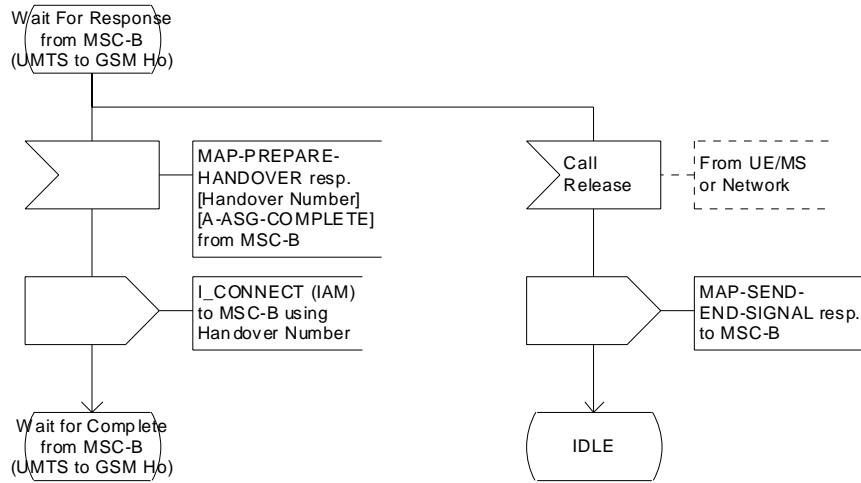 Wait For Response
from MSC-B
(UMTS to GSM Ho)
MAP-PREPARE-
HANDOVER resp.
[Handover Number]
[A-ASG-COMPLETE]
from MSC-B
Call
Release
From UE/MS
or Network
I_CONNECT (IAM)
to MSC-B using
Handover Number
MAP-SEND-
END-SIGNAL resp.
to MSC-B
Wait for Complete
from MSC-B
(UMTS to GSM Ho)
IDLE